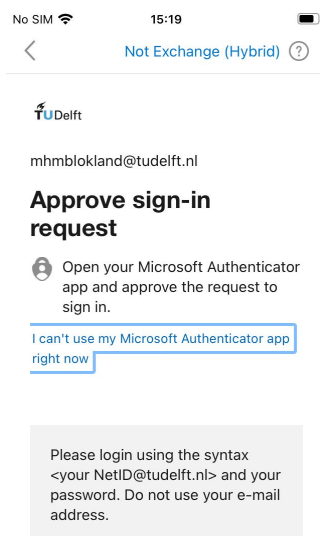 No SIM 15:19
Not Exchange (Hybrid) ?
TUDelft
mhmblokland@tudelft.nl
Approve sign-in
request
Open your Microsoft Authenticator
app and approve the request to
sign in.
I can't use my Microsoft Authenticator app
right now
Please login using the syntax
<your NetID@tudelft.nl> and your
password. Do not use your e-mail
address.